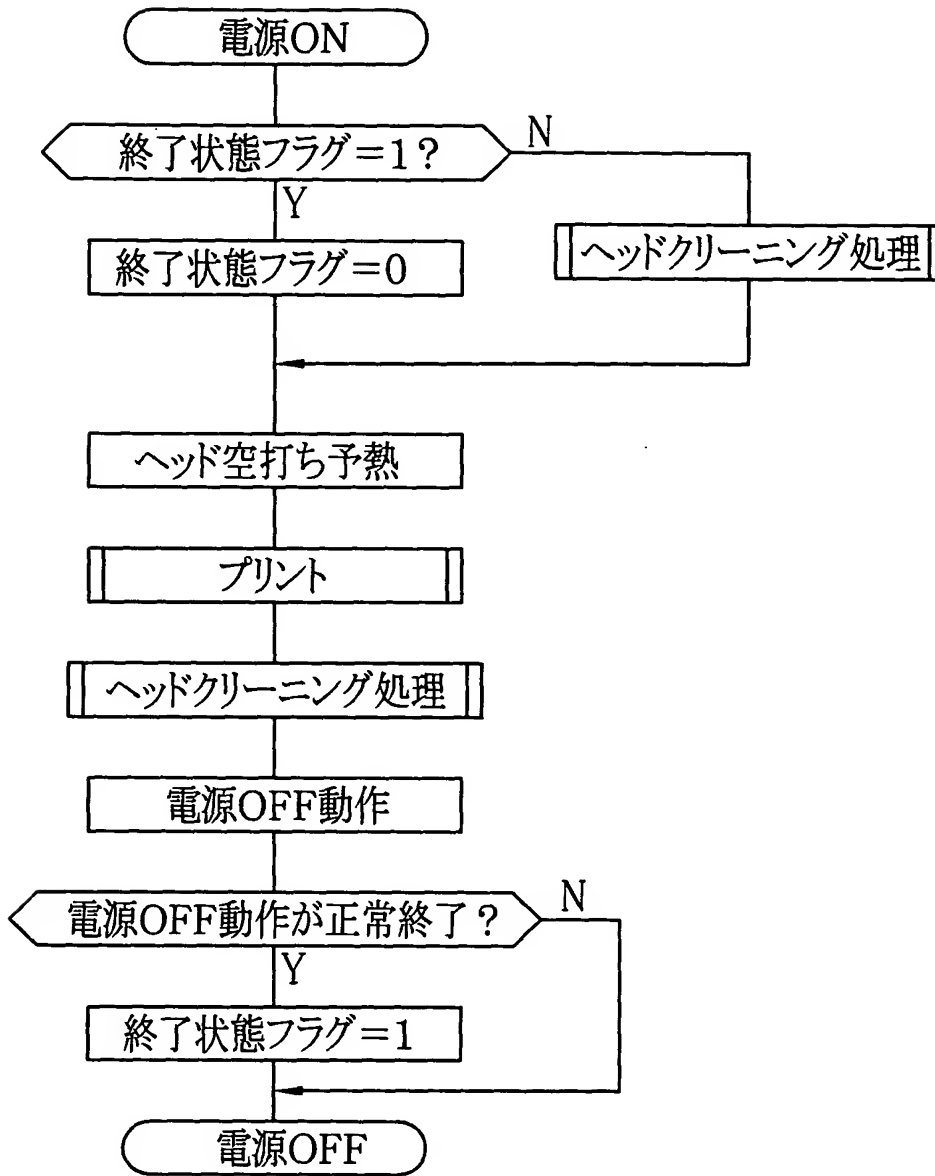 電源ON
終了状態フラグ=1?
N
Y
終了状態フラグ=0
ヘッドクリーニング処理
ヘッド空打ち予熱
プリント
ヘッドクリーニング処理
電源OFF動作
電源OFF動作が正常終了?
N
Y
終了状態フラグ=1
電源OFF